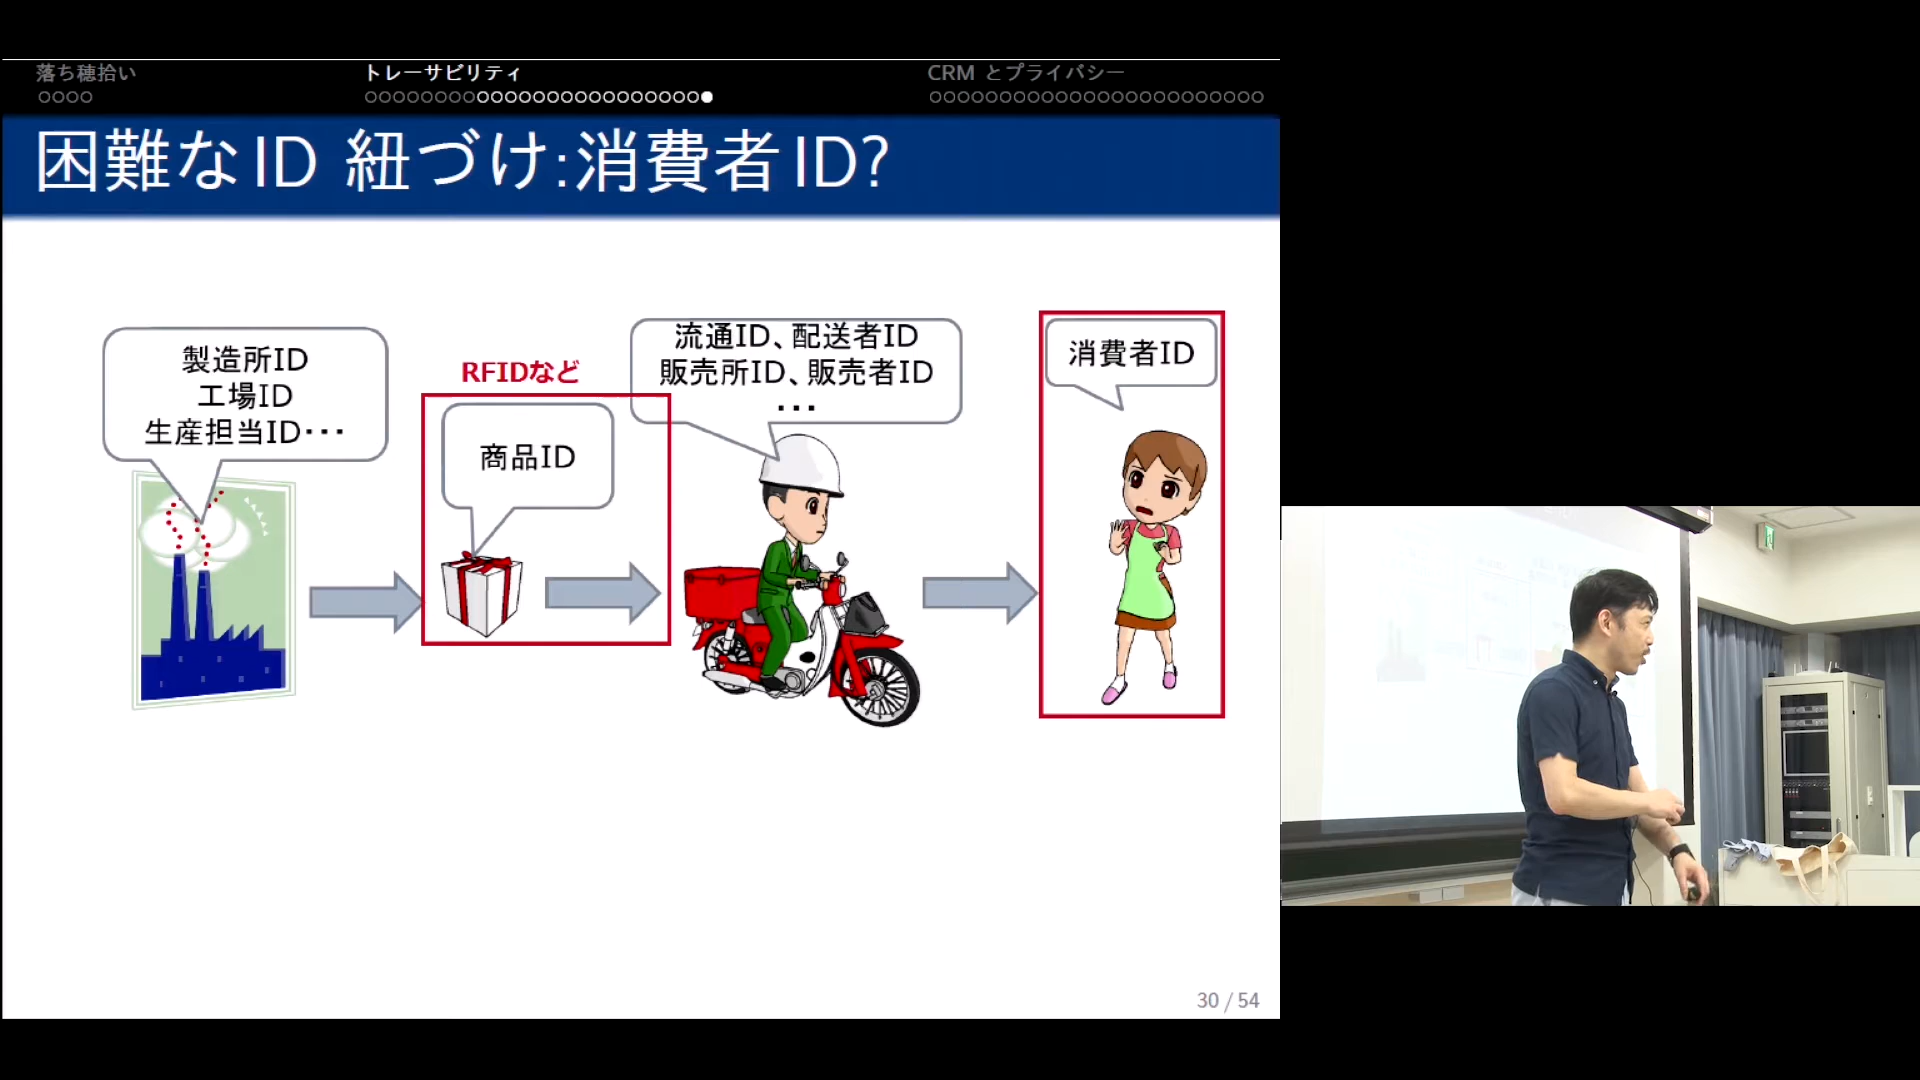 落ち穂拾い
トレーサビリティ
CRM とプライバシー
困難なID 紐づけ:消費者ID?
製造所ID
工場ID
生産担当ID・・・
RFIDなど
商品ID
流通ID、配送者ID
販売所ID、販売者ID
・・・
消費者ID
30 / 54